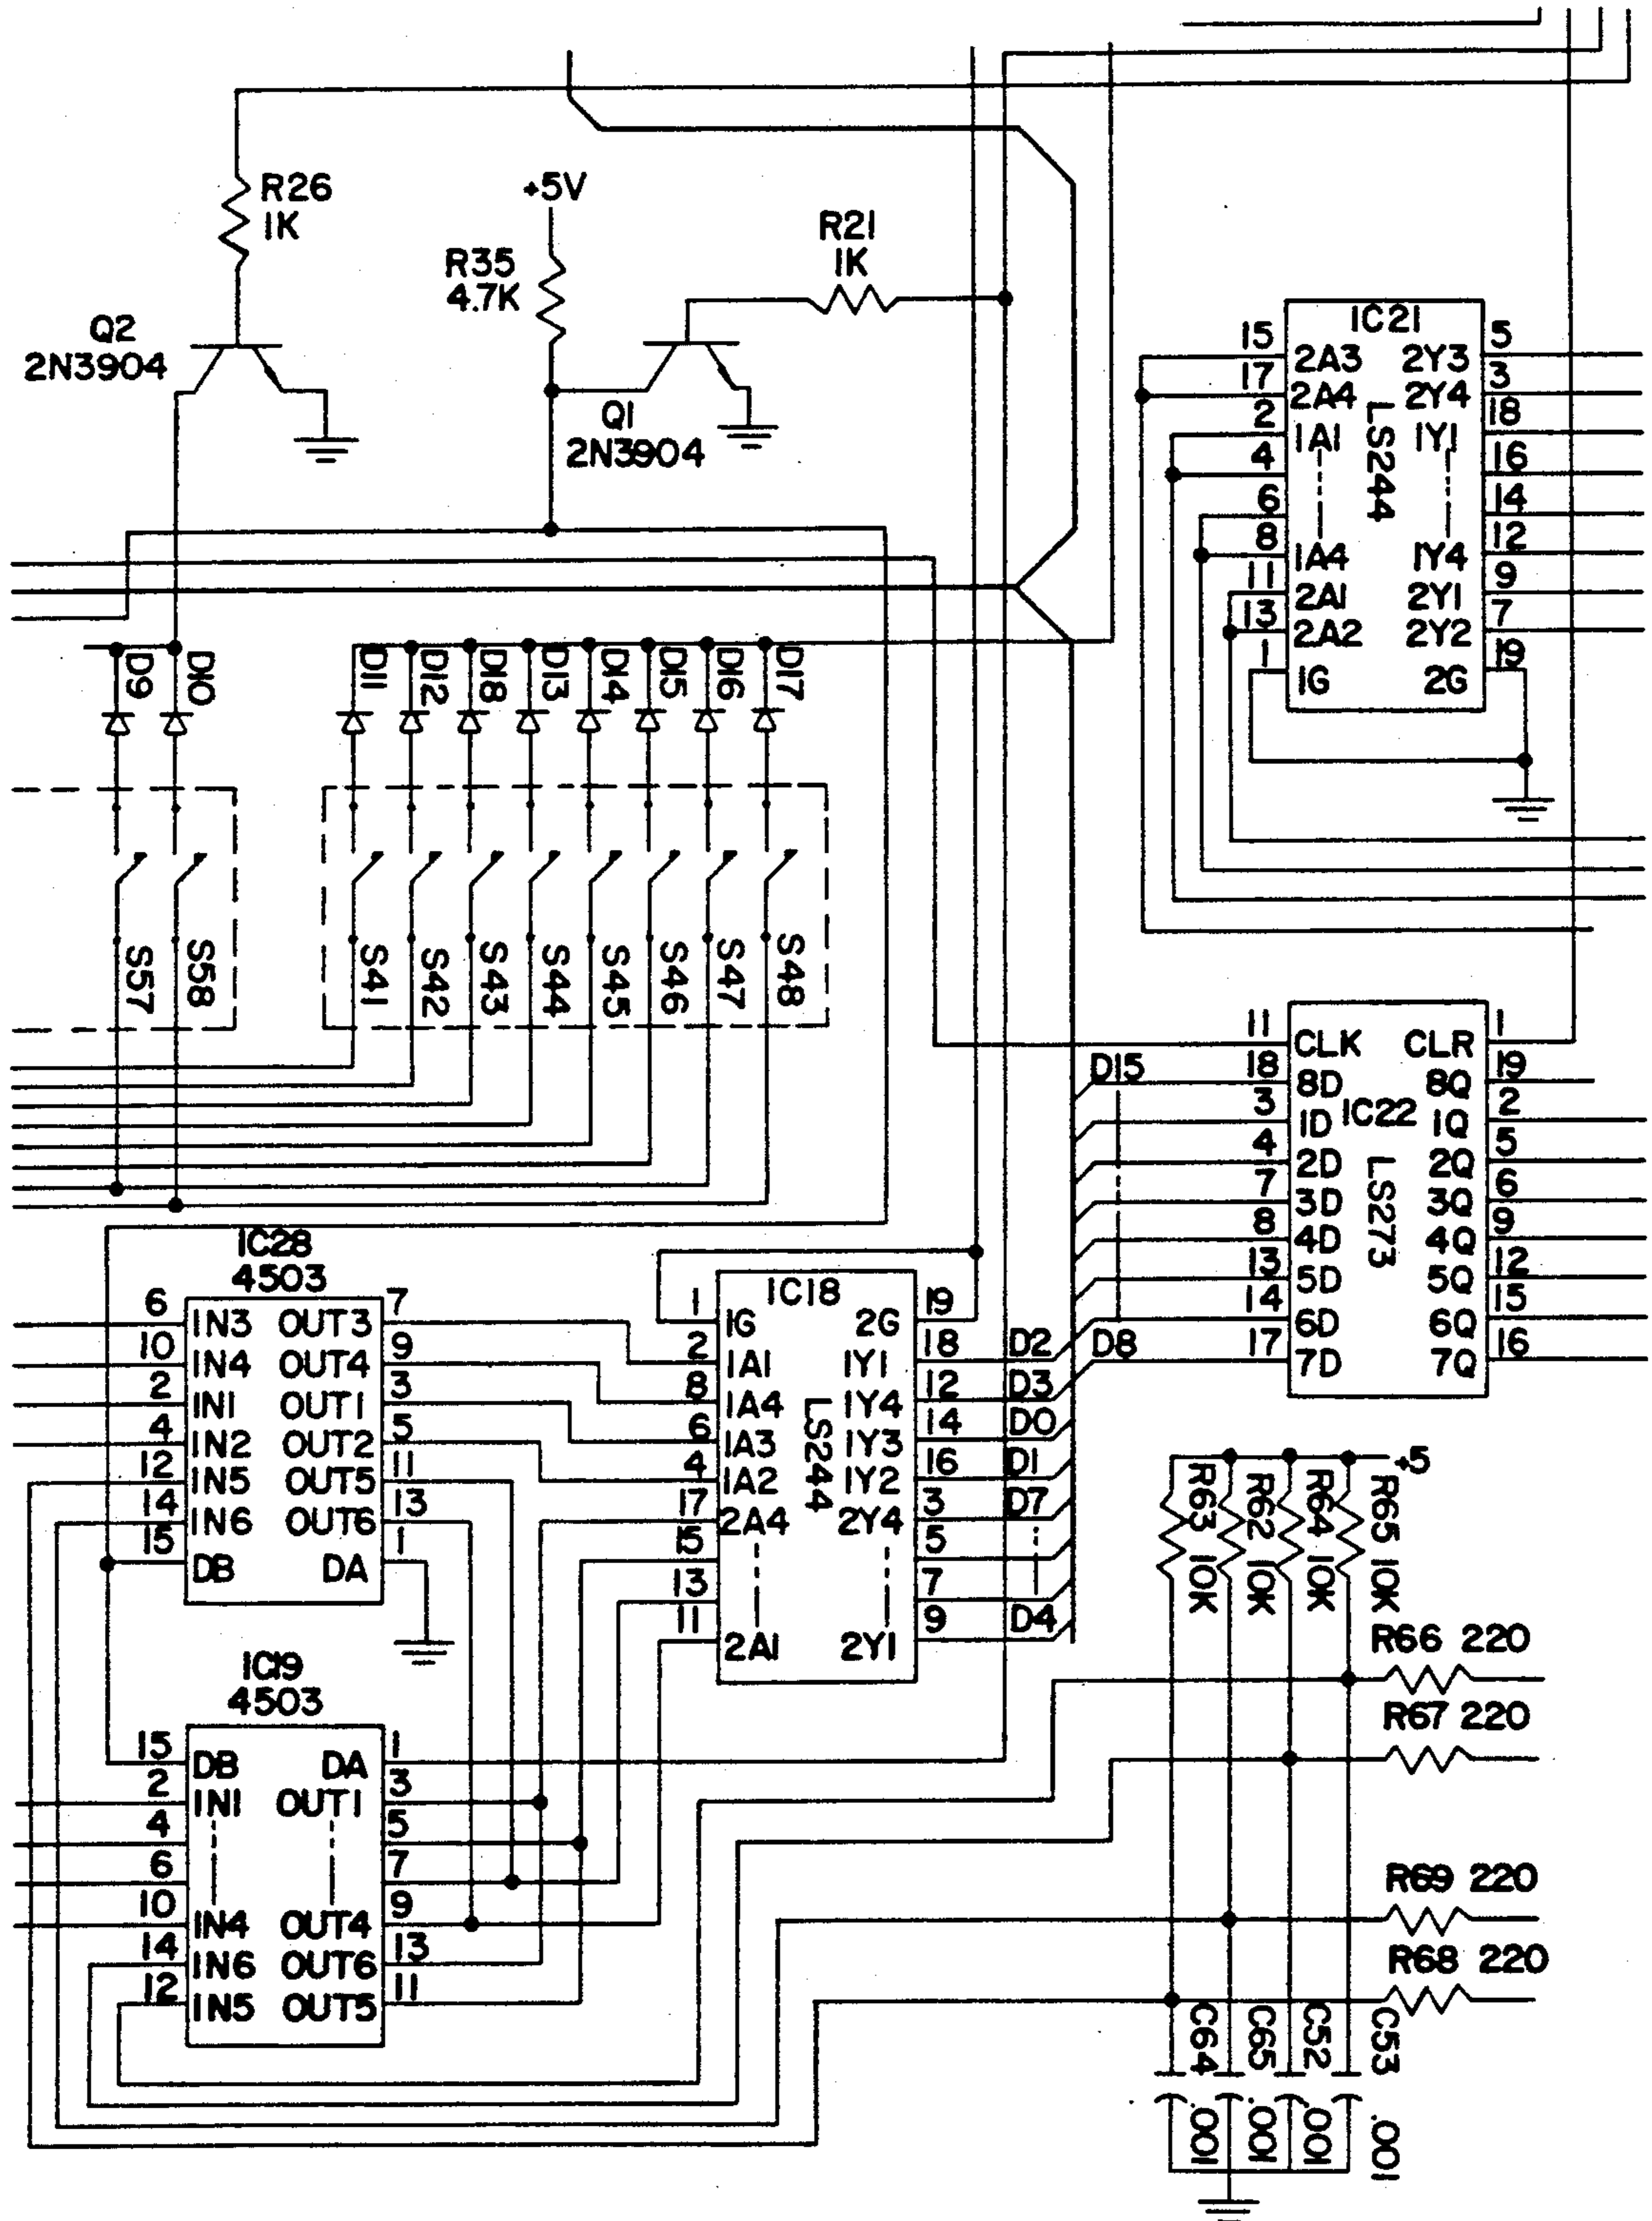 R26
1K
+5V
R21
1K
R35
4.7K
Q2
2N3904
Q1
2N3904
IC21
LS244
15 2A3 2Y3 5
17 2A4 2Y4 3
2 1A1 1Y1 18
4 16
6 14
8 1A4 1Y4 12
11 2A1 2Y1 9
13 2A2 2Y2 7
1 1G 2G 19
D9
D10
D11
D12
D18
D13
D14
D15
D16
D17
S57
S58
S41
S42
S43
S44
S45
S46
S47
S48
IC22
LS273
11 CLK CLR 1
D15 18 8D 8Q 19
3 1D 1Q 2
4 2D 2Q 5
7 3D 3Q 6
8 4D 4Q 9
13 5D 5Q 12
14 6D 6Q 15
D8 17 7D 7Q 16
IC28
4503
6 IN3 OUT3 7
10 IN4 OUT4 9
2 IN1 OUT1 3
4 IN2 OUT2 5
12 IN5 OUT5 11
14 IN6 OUT6 13
15 DB DA 1
IC18
LS244
1 1G 2G 19
2 1A1 1Y1 18 D2
8 1A4 1Y4 12 D3
6 1A3 1Y3 14 D0
4 1A2 1Y2 16 D1
17 2A4 2Y4 3 D7
15 5
13 7
11 2A1 2Y1 9 D4
IC19
4503
15 DB DA 1
2 IN1 OUT1 3
4 5
6 7
10 IN4 OUT4 9
14 IN6 OUT6 13
12 IN5 OUT5 11
+5
R63 10K
R62 10K
R64 10K
R65 10K
R66 220
R67 220
R69 220
R68 220
C64 .001
C65 .001
C52 .001
C53 .001